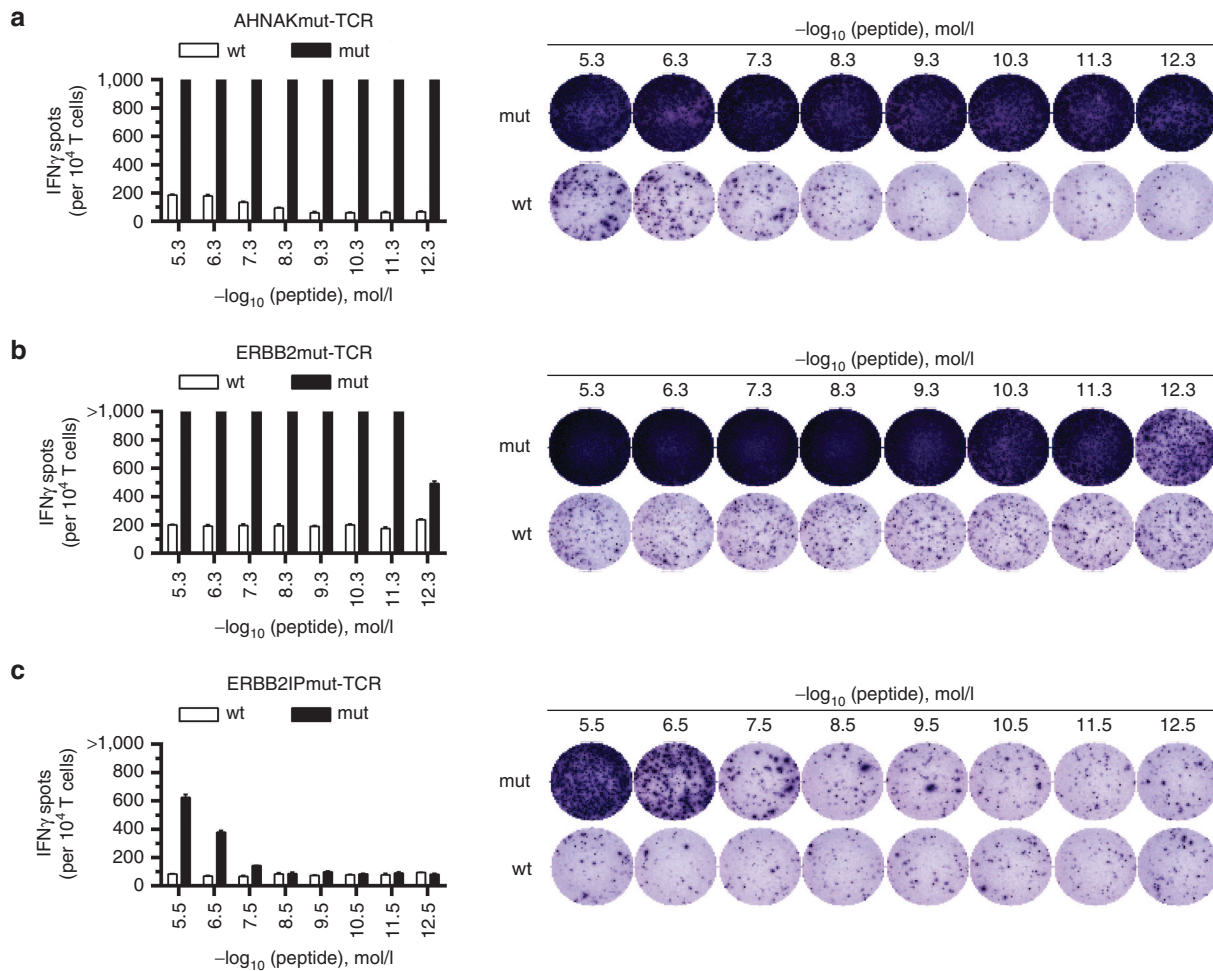 a
AHNAKmut-TCR
wt mut
1,000
800
600
400
200
0
IFNγ spots
(per 10⁴ T cells)
5.3 6.3 7.3 8.3 9.3 10.3 11.3 12.3
−log₁₀ (peptide), mol/l
−log₁₀ (peptide), mol/l
5.3 6.3 7.3 8.3 9.3 10.3 11.3 12.3
mut
wt
b
ERBB2mut-TCR
wt mut
>1,000
800
600
400
200
0
IFNγ spots
(per 10⁴ T cells)
5.3 6.3 7.3 8.3 9.3 10.3 11.3 12.3
−log₁₀ (peptide), mol/l
−log₁₀ (peptide), mol/l
5.3 6.3 7.3 8.3 9.3 10.3 11.3 12.3
mut
wt
c
ERBB2IPmut-TCR
wt mut
>1,000
800
600
400
200
0
IFNγ spots
(per 10⁴ T cells)
5.5 6.5 7.5 8.5 9.5 10.5 11.5 12.5
−log₁₀ (peptide), mol/l
−log₁₀ (peptide), mol/l
5.5 6.5 7.5 8.5 9.5 10.5 11.5 12.5
mut
wt